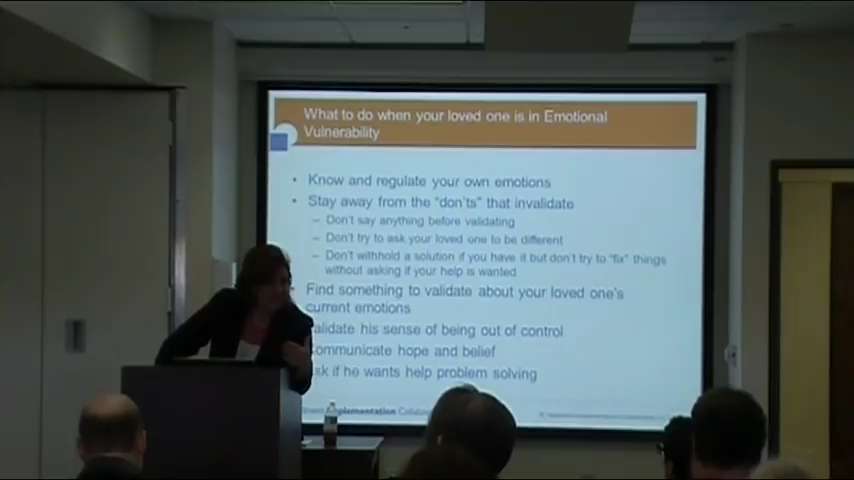 What to do when your loved one is in Emotional
Vulnerability
• Know and regulate your own emotions
• Stay away from the "don'ts" that invalidate
– Don't say anything before validating
– Don't try to ask your loved one to be different
– Don't withhold a solution if you have it but don't try to "fix" things
without asking if your help is wanted
Find something to validate about your loved one's
current emotions
alidate his sense of being out of control
ommunicate hope and belief
sk if he wants help problem solving
Implementation